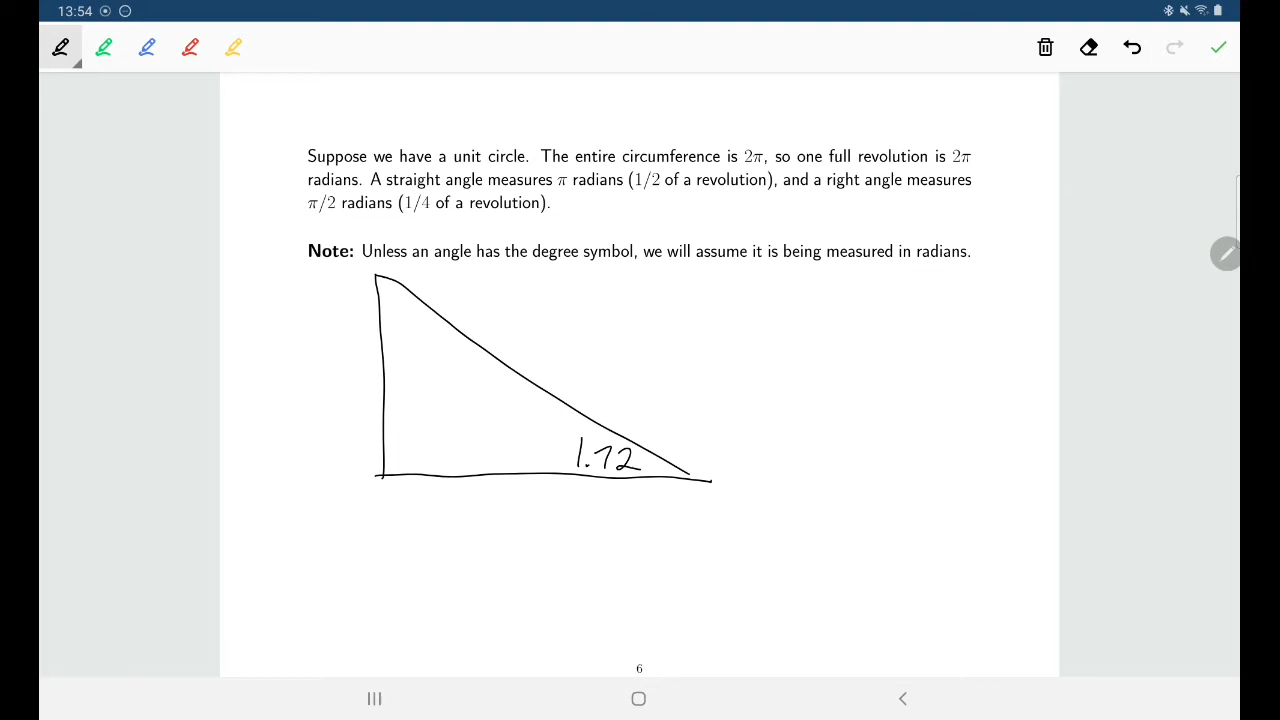 13:54
Suppose we have a unit circle. The entire circumference is 2π, so one full revolution is 2π
radians. A straight angle measures π radians (1/2 of a revolution), and a right angle measures
π/2 radians (1/4 of a revolution).
Note: Unless an angle has the degree symbol, we will assume it is being measured in radians.
1.72
6